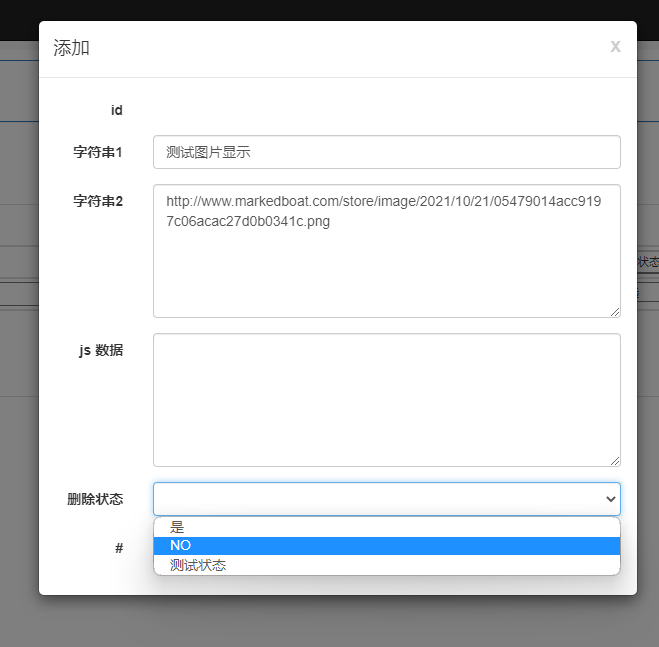 添加
x
id
字符串1
测试图片显示
字符串2
http://www.markedboat.com/store/image/2021/10/21/05479014acc919
7c06acac27d0b0341c.png
状态
js 数据
删除状态
是
#
NO
测试状态